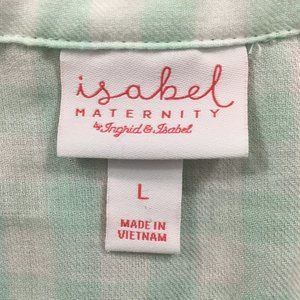 isabel
MATERNITY
by Ingrid & Isabel
L
MADE IN
VIETNAM